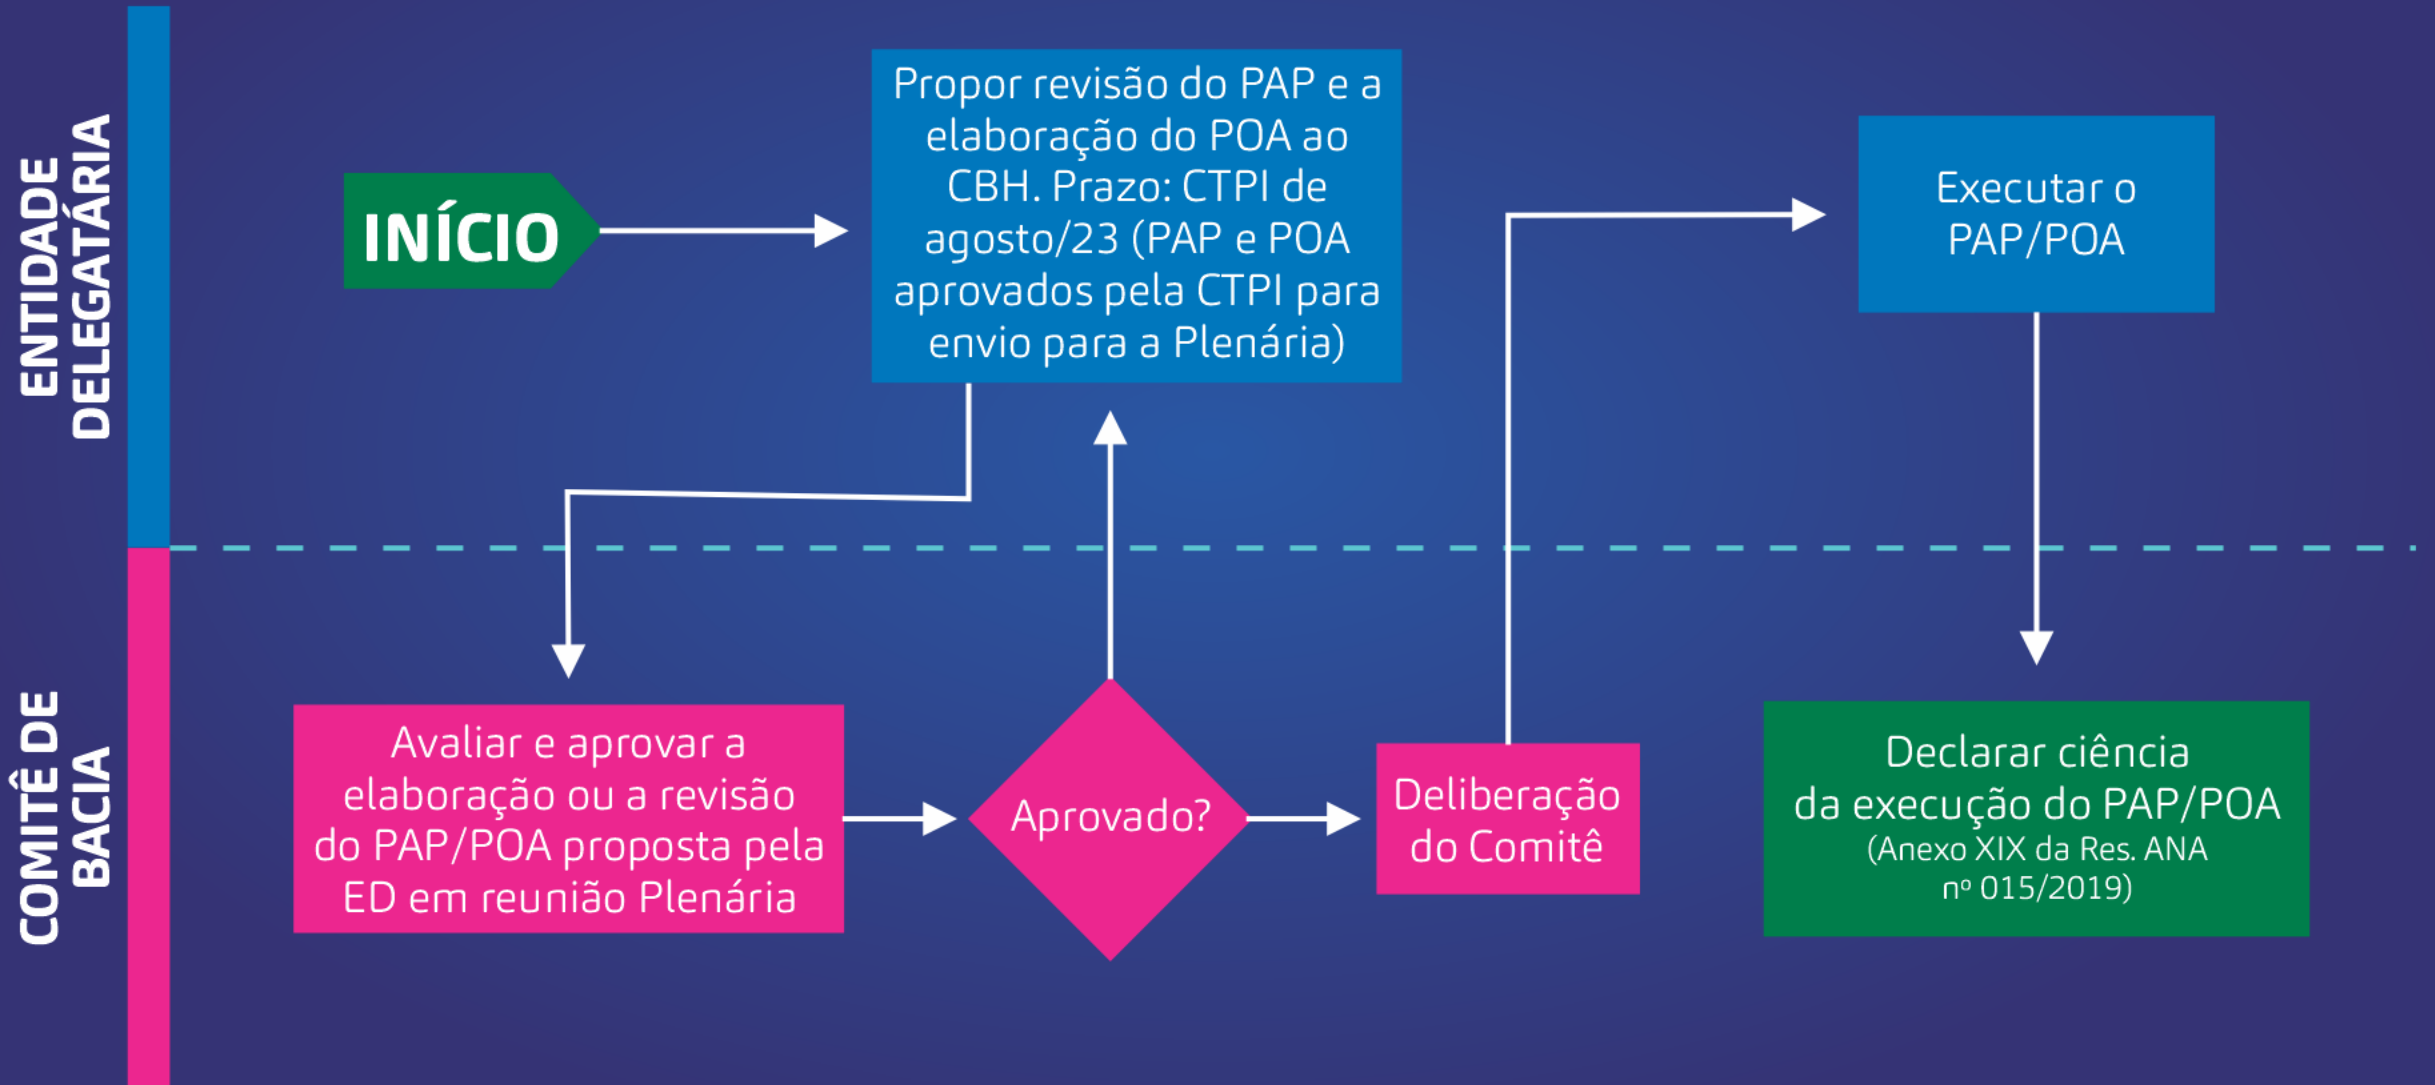 ENTIDADE
DELEGATÁRIA
INÍCIO
Propor revisão do PAP e a
elaboração do POA ao
CBH. Prazo: CTPI de
agosto/23 (PAP e POA
aprovados pela CTPI para
envio para a Plenária)
Executar o
PAP/POA
COMITÊ DE
BACIA
Avaliar e aprovar a
elaboração ou a revisão
do PAP/POA proposta pela
ED em reunião Plenária
Aprovado?
Deliberação
do Comitê
Declarar ciência
da execução do PAP/POA
(Anexo XIX da Res. ANA
nº 015/2019)